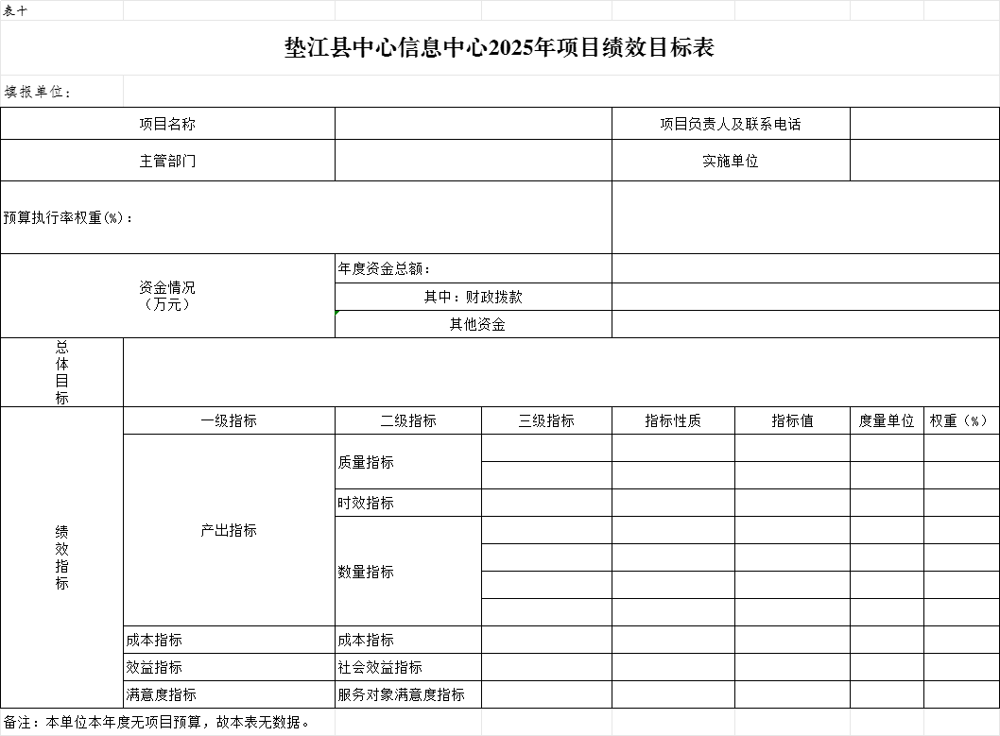 表十
垫江县中心信息中心2025年项目绩效目标表
填报单位：
项目名称 项目负责人及联系电话
主管部门 实施单位
预算执行率权重(%)：
资金情况
（万元）
年度资金总额：
其中：财政拨款
其他资金
总
体
目
标
绩
效
指
标
一级指标 二级指标 三级指标 指标性质 指标值 度量单位 权重（%）
产出指标
质量指标
时效指标
数量指标
成本指标 成本指标
效益指标 社会效益指标
满意度指标 服务对象满意度指标
备注：本单位本年度无项目预算，故本表无数据。